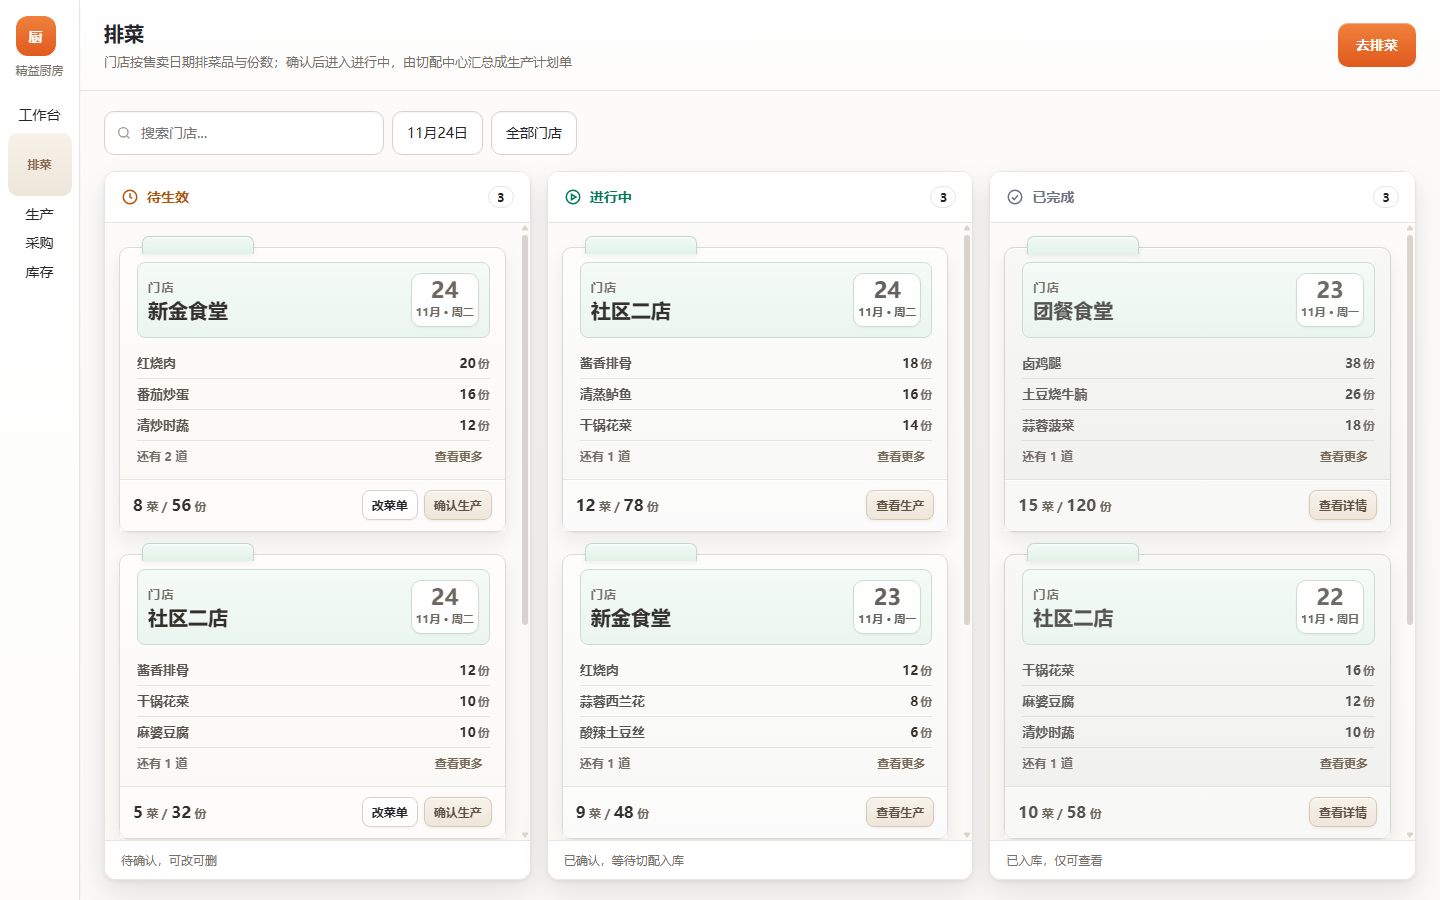 厨
精益厨房
工作台
排菜
生产
采购
库存
排菜
门店按售卖日期排菜品与份数；确认后进入进行中，由切配中心汇总成生产计划单
去排菜
搜索门店...
11月24日
全部门店
待生效
3
门店
新金食堂
24
11月 • 周二
红烧肉 20份
番茄炒蛋 16份
清炒时蔬 12份
还有 2 道 查看更多
8 菜 / 56 份
改菜单
确认生产
门店
社区二店
24
11月 • 周二
酱香排骨 12份
干锅花菜 10份
麻婆豆腐 10份
还有 1 道 查看更多
5 菜 / 32 份
改菜单
确认生产
待确认，可改可删
进行中
3
门店
社区二店
24
11月 • 周二
酱香排骨 18份
清蒸鲈鱼 16份
干锅花菜 14份
还有 1 道 查看更多
12 菜 / 78 份
查看生产
门店
新金食堂
23
11月 • 周一
红烧肉 12份
蒜蓉西兰花 8份
酸辣土豆丝 6份
还有 1 道 查看更多
9 菜 / 48 份
查看生产
已确认，等待切配入库
已完成
3
门店
团餐食堂
23
11月 • 周一
卤鸡腿 38份
土豆烧牛腩 26份
蒜蓉菠菜 18份
还有 1 道 查看更多
15 菜 / 120 份
查看详情
门店
社区二店
22
11月 • 周日
干锅花菜 16份
麻婆豆腐 12份
清炒时蔬 10份
还有 1 道 查看更多
10 菜 / 58 份
查看详情
已入库，仅可查看